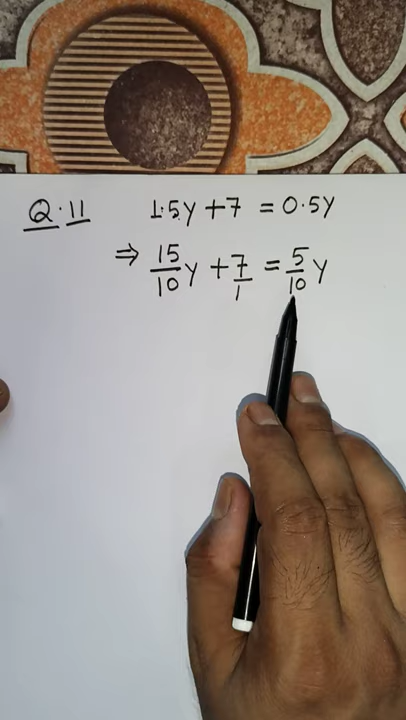 Q.11 1.5y + 7 = 0.5y
⇒ 15/10 y + 7/1 = 5/10 y